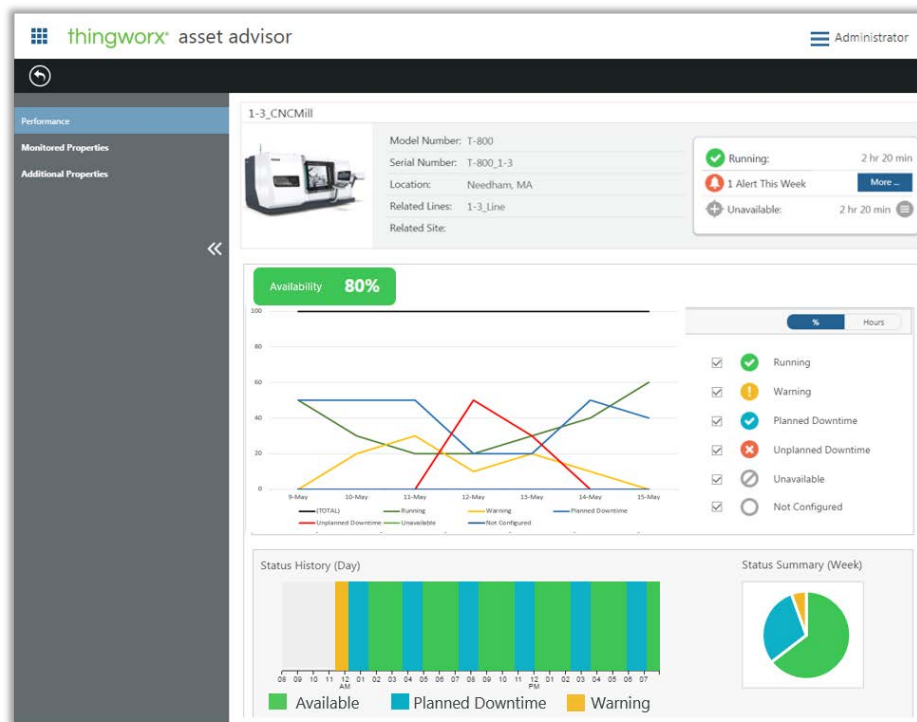 thingworx® asset advisor
Administrator
Performance
Monitored Properties
Additional Properties
1-3_CNCMill
Model Number: T-800
Serial Number: T-800_1-3
Location: Needham, MA
Related Lines: 1-3_Line
Related Site:
Running: 2 hr 20 min
1 Alert This Week More ...
Unavailable: 2 hr 20 min
Availability 80%
100
80
60
40
20
0
9-May 10-May 11-May 12-May 13-May 14-May 15-May
(TOTAL) Running Warning Planned Downtime
Unplanned Downtime Unavailable Not Configured
% Hours
Running
Warning
Planned Downtime
Unplanned Downtime
Unavailable
Not Configured
Status History (Day)
08 09 10 11 12 01 02 03 04 05 06 07 08 09 10 11 12 01 02 03 04 05 06 07
AM PM
Available Planned Downtime Warning
Status Summary (Week)